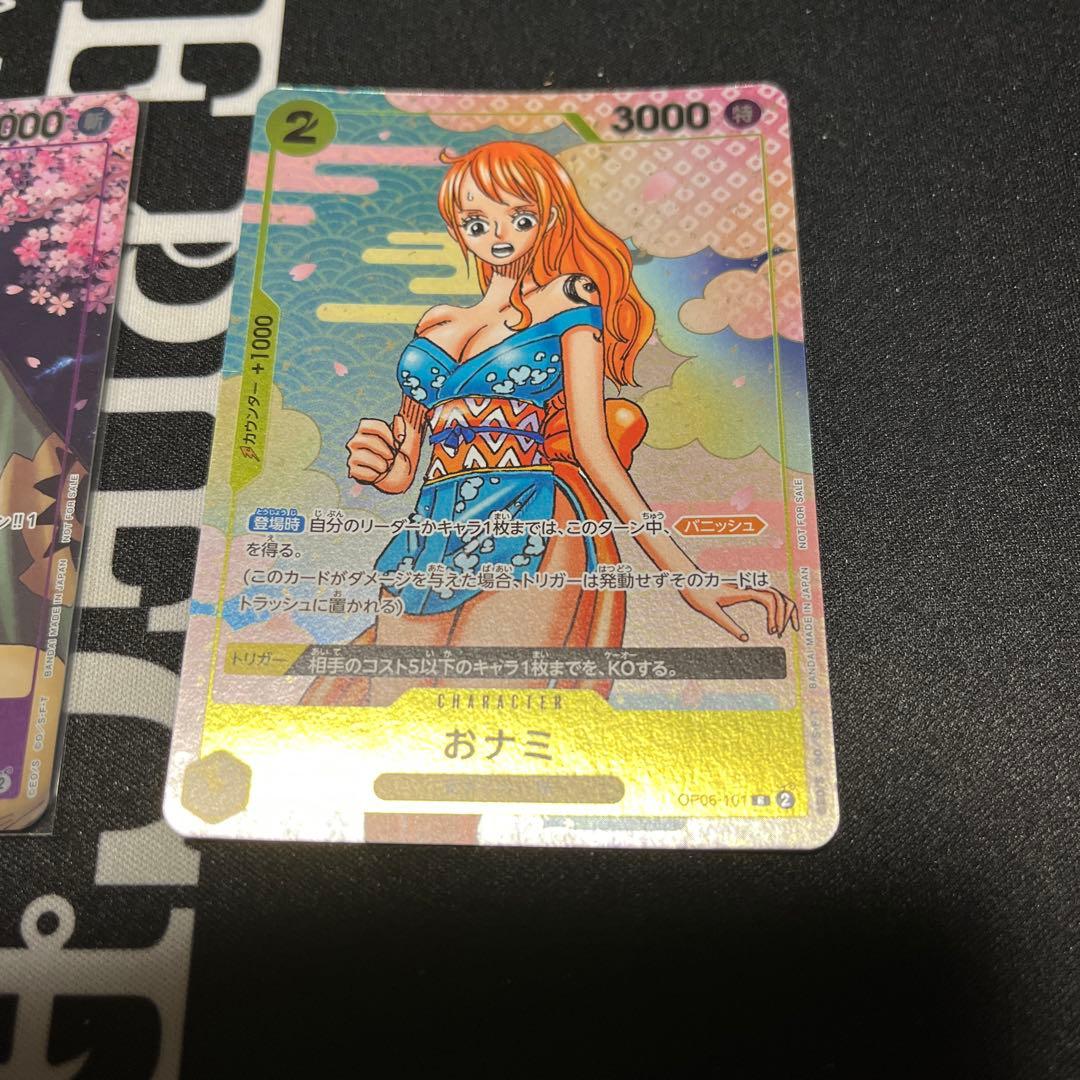 2
3000
特
カウンター +1000
登場時 自分のリーダーかキャラ1枚までは、このターン中、バニッシュ
を得る。
(このカードがダメージを与えた場合、トリガーは発動せずそのカードは
トラッシュに置かれる)
トリガー 相手のコスト5以下のキャラ1枚までを、KOする。
CHARACTER
おナミ
OP06-101 R 2
BANDAI MADE IN JAPAN NOT FOR SALE
000 斬
ン!!1
©EO/S ©D/S・F・T BANDAI MADE IN JAPAN NOT FOR SALE